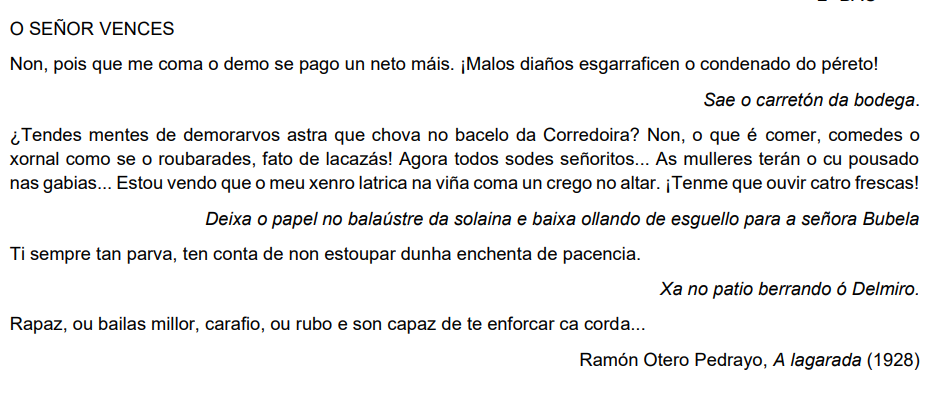 O SEÑOR VENCES
Non, pois que me coma o demo se pago un neto máis. ¡Malos diaños esgarraficen o condenado do péreto!
Sae o carretón da bodega.
¿Tendes mentes de demorarvos astra que chova no bacelo da Corredoira? Non, o que é comer, comedes o
xornal como se o roubarades, fato de lacazás! Agora todos sodes señoritos... As mulleres terán o cu pousado
nas gabias... Estou vendo que o meu xenro latrica na viña coma un crego no altar. ¡Tenme que ouvir catro frescas!
Deixa o papel no balaústre da solaina e baixa ollando de esguello para a señora Bubela
Ti sempre tan parva, ten conta de non estoupar dunha enchenta de pacencia.
Xa no patio berrando ó Delmiro.
Rapaz, ou bailas millor, carafio, ou rubo e son capaz de te enforcar ca corda...
Ramón Otero Pedrayo, A lagarada (1928)